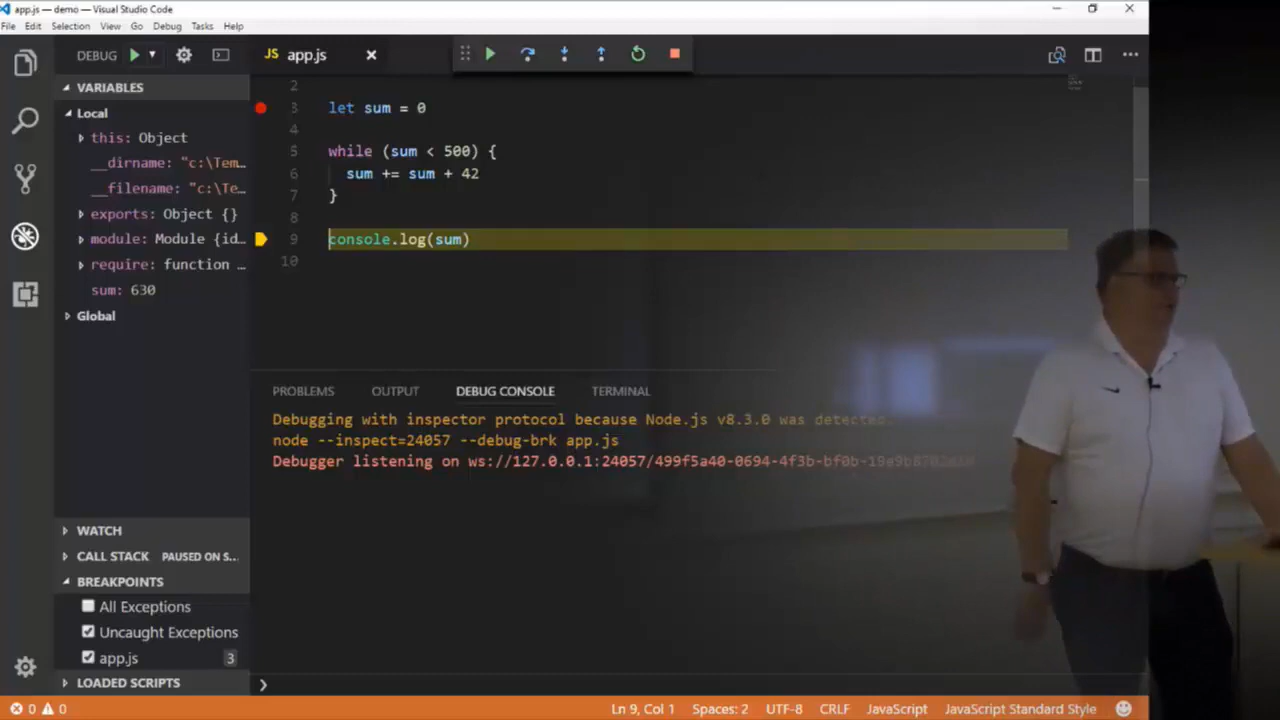 app.js — demo — Visual Studio Code
File Edit Selection View Go Debug Tasks Help
DEBUG
JS app.js
VARIABLES
Local
this: Object
__dirname: "c:\Tem…
__filename: "c:\Te…
exports: Object {}
module: Module {id…
require: function …
sum: 630
Global
2
3 let sum = 0
4
5 while (sum < 500) {
6 sum += sum + 42
7 }
8
9 console.log(sum)
10
PROBLEMS OUTPUT DEBUG CONSOLE TERMINAL
Debugging with inspector protocol because Node.js v8.3.0 was detected.
node --inspect=24057 --debug-brk app.js
Debugger listening on ws://127.0.0.1:24057/499f5a40-0694-4f3b-bf0b-
WATCH
CALL STACK PAUSED ON S…
BREAKPOINTS
All Exceptions
Uncaught Exceptions
app.js 3
LOADED SCRIPTS
0 0 Ln 9, Col 1 Spaces: 2 UTF-8 CRLF JavaScript JavaScript Standard Style